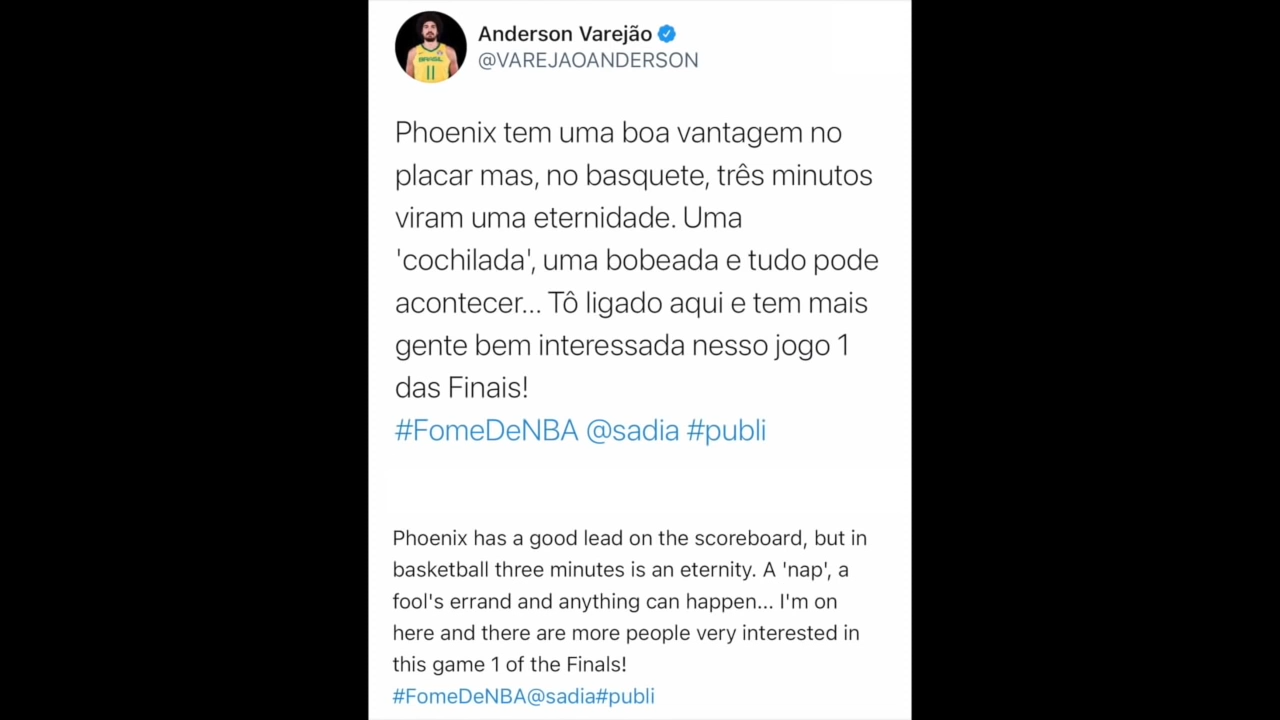 Anderson Varejão
@VAREJAOANDERSON
BRASIL
11
Phoenix tem uma boa vantagem no
placar mas, no basquete, três minutos
viram uma eternidade. Uma
'cochilada', uma bobeada e tudo pode
acontecer... Tô ligado aqui e tem mais
gente bem interessada nesso jogo 1
das Finais!
#FomeDeNBA @sadia #publi
Phoenix has a good lead on the scoreboard, but in
basketball three minutes is an eternity. A 'nap', a
fool's errand and anything can happen... I'm on
here and there are more people very interested in
this game 1 of the Finals!
#FomeDeNBA@sadia#publi